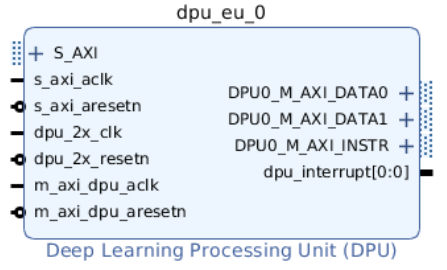 dpu_eu_0
+ S_AXI
s_axi_aclk
s_axi_aresetn
dpu_2x_clk
dpu_2x_resetn
m_axi_dpu_aclk
m_axi_dpu_aresetn
DPU0_M_AXI_DATA0 +
DPU0_M_AXI_DATA1 +
DPU0_M_AXI_INSTR +
dpu_interrupt[0:0]
Deep Learning Processing Unit (DPU)